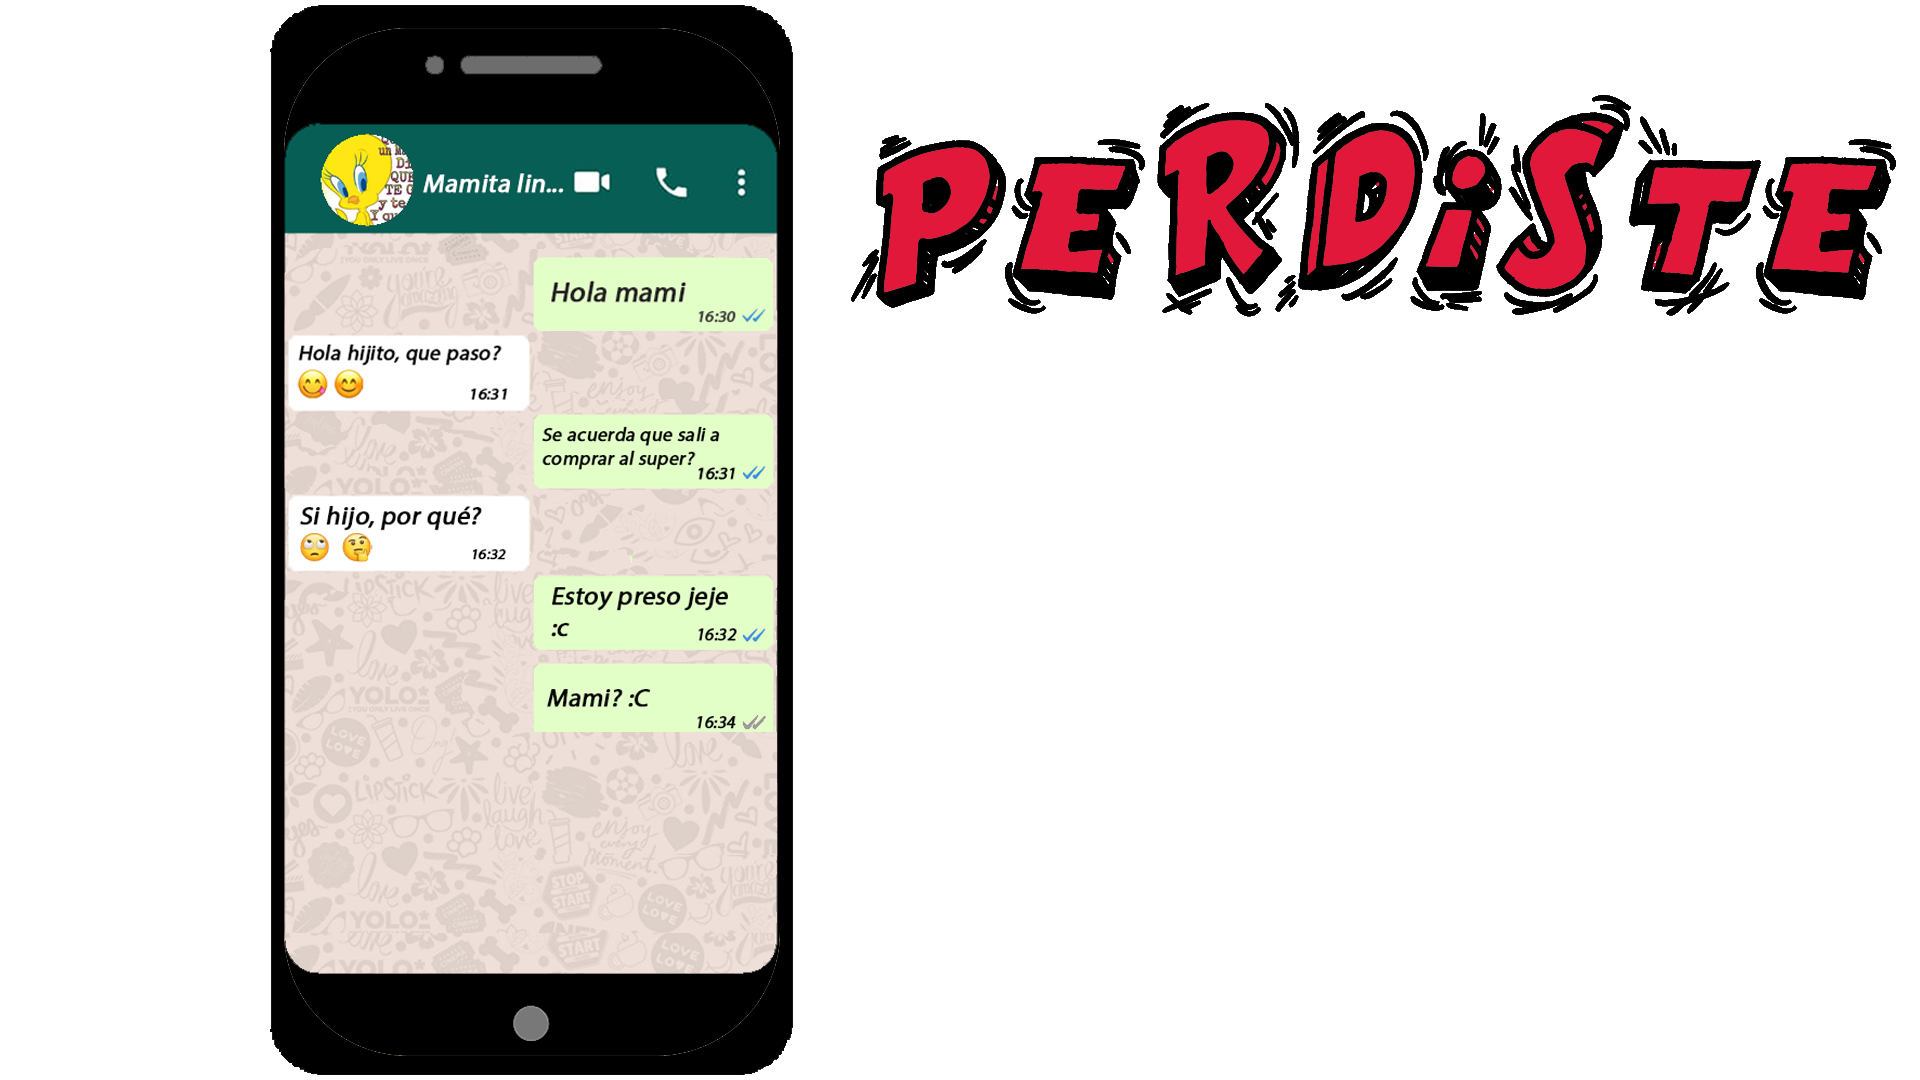 Mamita lin...
PERDiSTE
Hola mami
16:30
Hola hijito, que paso?
16:31
Se acuerda que sali a
comprar al super?
16:31
Si hijo, por qué?
16:32
Estoy preso jeje
:c
16:32
Mami? :C
16:34